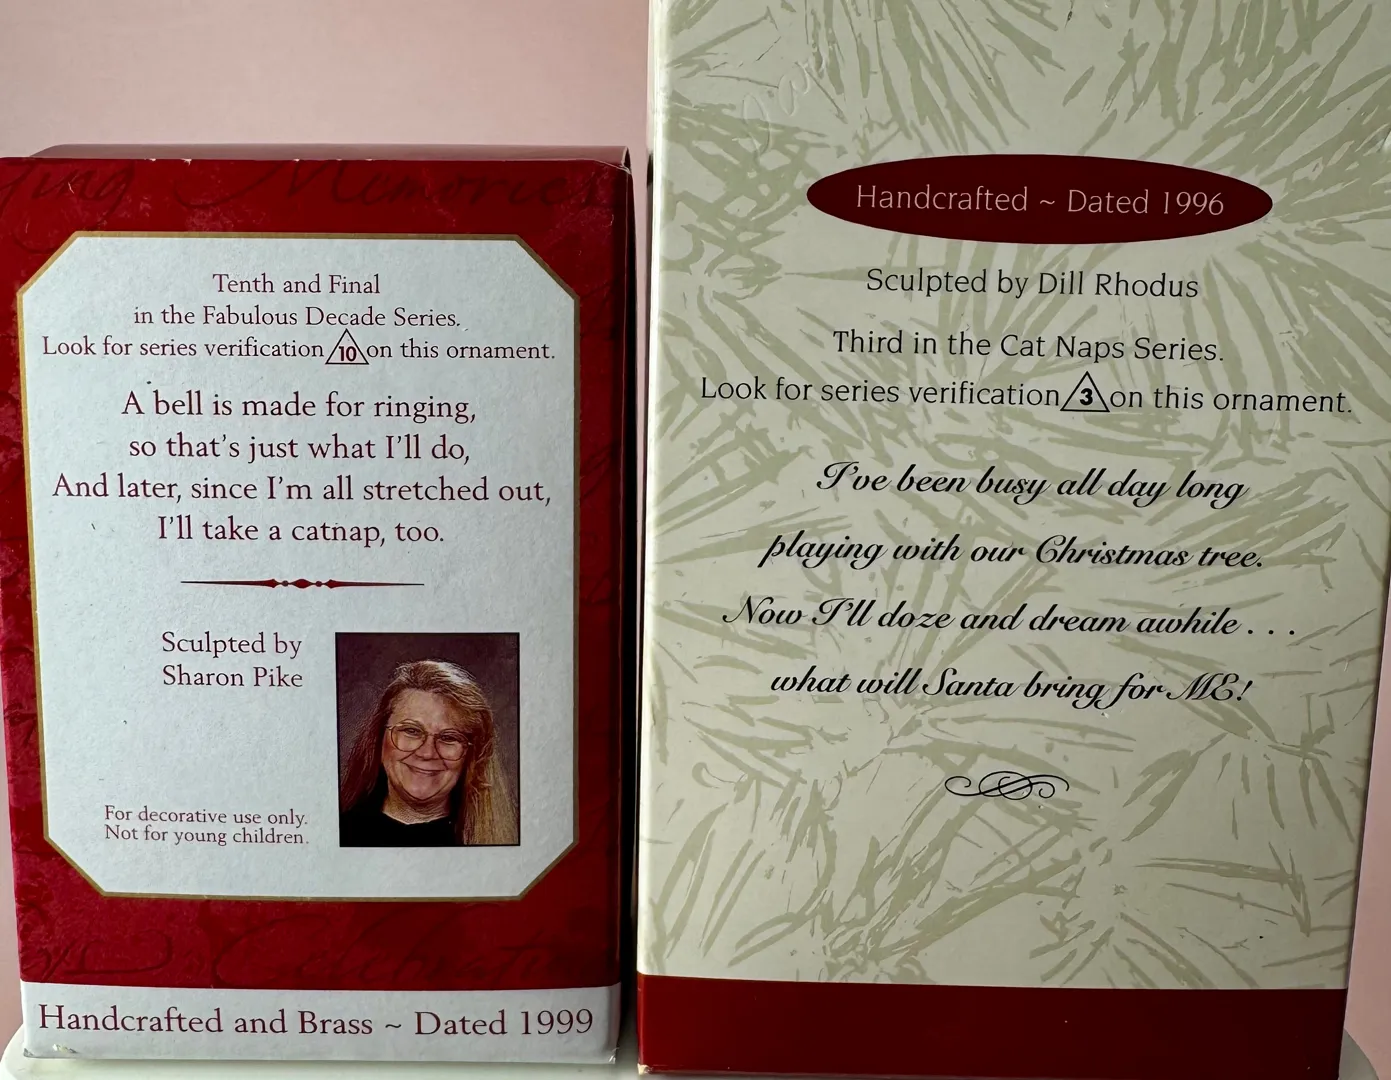 Memories
Tenth and Final
in the Fabulous Decade Series.
Look for series verification 10 on this ornament.
A bell is made for ringing,
so that's just what I'll do,
And later, since I'm all stretched out,
I'll take a catnap, too.
Sculpted by
Sharon Pike
For decorative use only.
Not for young children.
Handcrafted and Brass ~ Dated 1999
Handcrafted ~ Dated 1996
Sculpted by Dill Rhodus
Third in the Cat Naps Series.
Look for series verification 3 on this ornament.
I've been busy all day long
playing with our Christmas tree.
Now I'll doze and dream awhile . . .
what will Santa bring for ME!